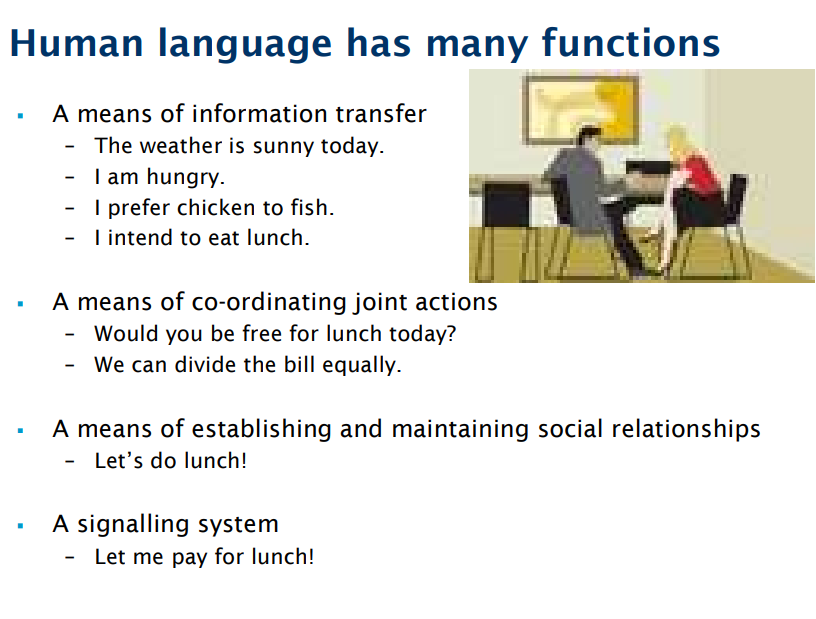 Human language has many functions
▪ A means of information transfer
– The weather is sunny today.
– I am hungry.
– I prefer chicken to fish.
– I intend to eat lunch.
▪ A means of co-ordinating joint actions
– Would you be free for lunch today?
– We can divide the bill equally.
▪ A means of establishing and maintaining social relationships
– Let’s do lunch!
▪ A signalling system
– Let me pay for lunch!